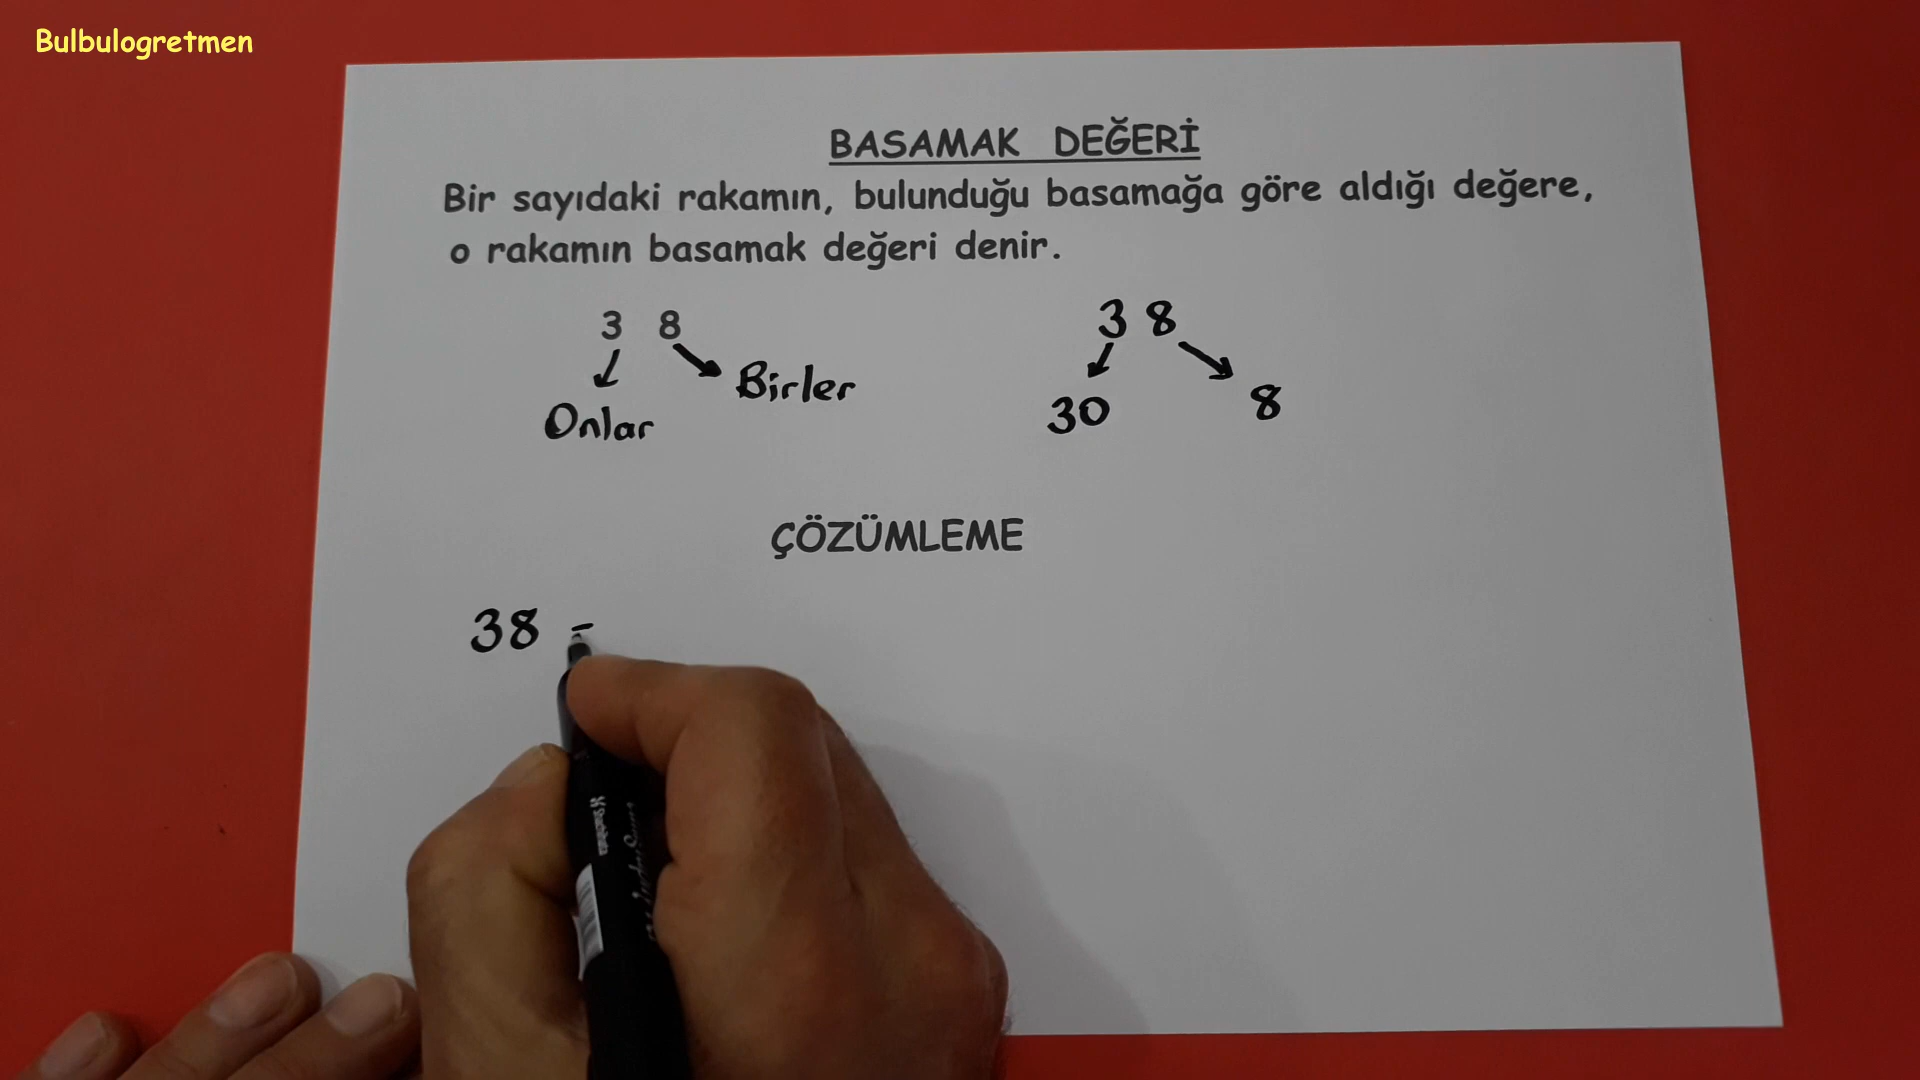 Bulbulogretmen
BASAMAK DEĞERİ
Bir sayıdaki rakamın, bulunduğu basamağa göre aldığı değere,
o rakamın basamak değeri denir.
3 8
Onlar
Birler
3 8
30
8
ÇÖZÜMLEME
38 =